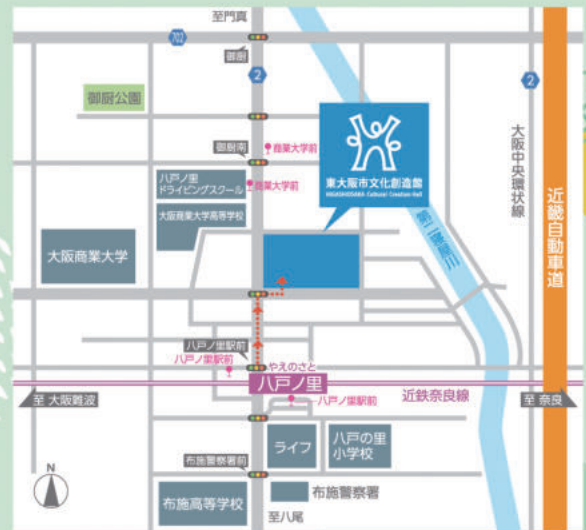 至門真
702
御厨
2
2
御厨公園
御厨南
商業大学前
東大阪市文化創造館
HIGASHIOSAKA Cultural Creation Hall
大阪中央環状線
近畿自動車道
八戸ノ里
ドライビングスクール
商業大学前
大阪商業大学高等学校
第二寝屋川
大阪商業大学
八戸ノ里駅前
八戸ノ里駅前
やえのさと
八戸ノ里
八戸ノ里駅前
近鉄奈良線
至 大阪難波
至 奈良
N
布施警察署前
ライフ
八戸の里
小学校
布施高等学校
布施警察署
至八尾